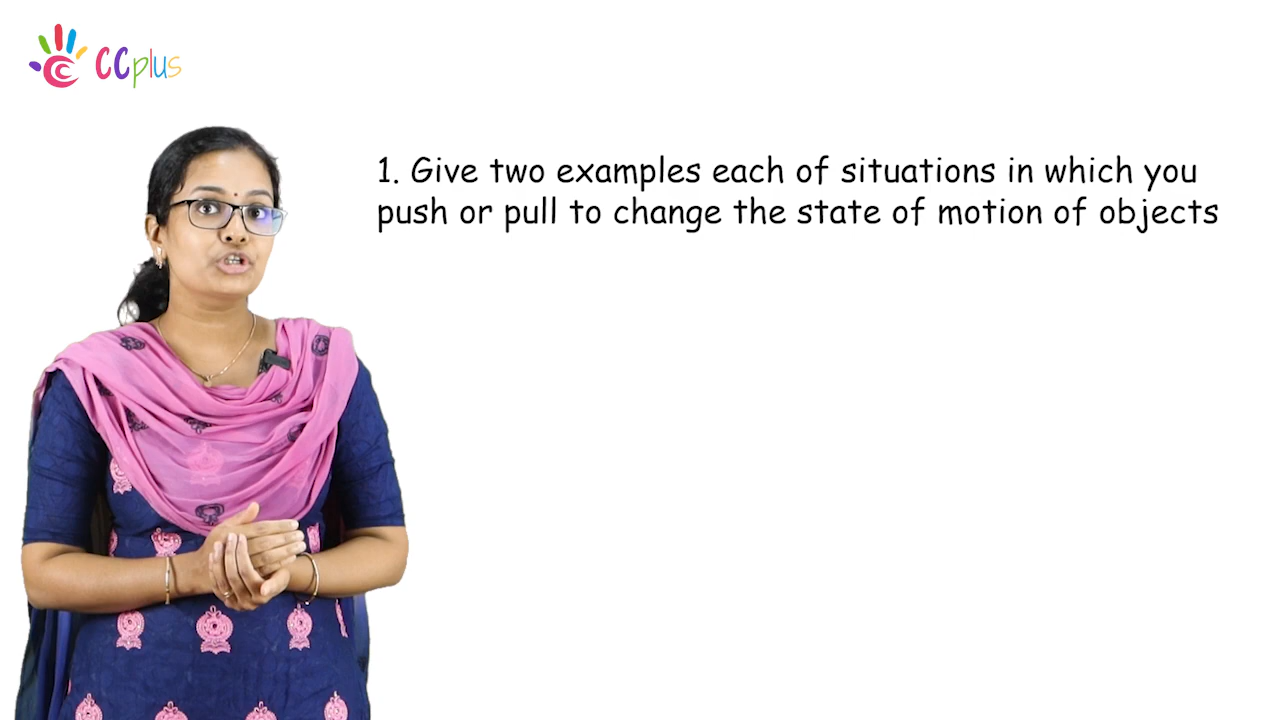 CCplus
1. Give two examples each of situations in which you
push or pull to change the state of motion of objects